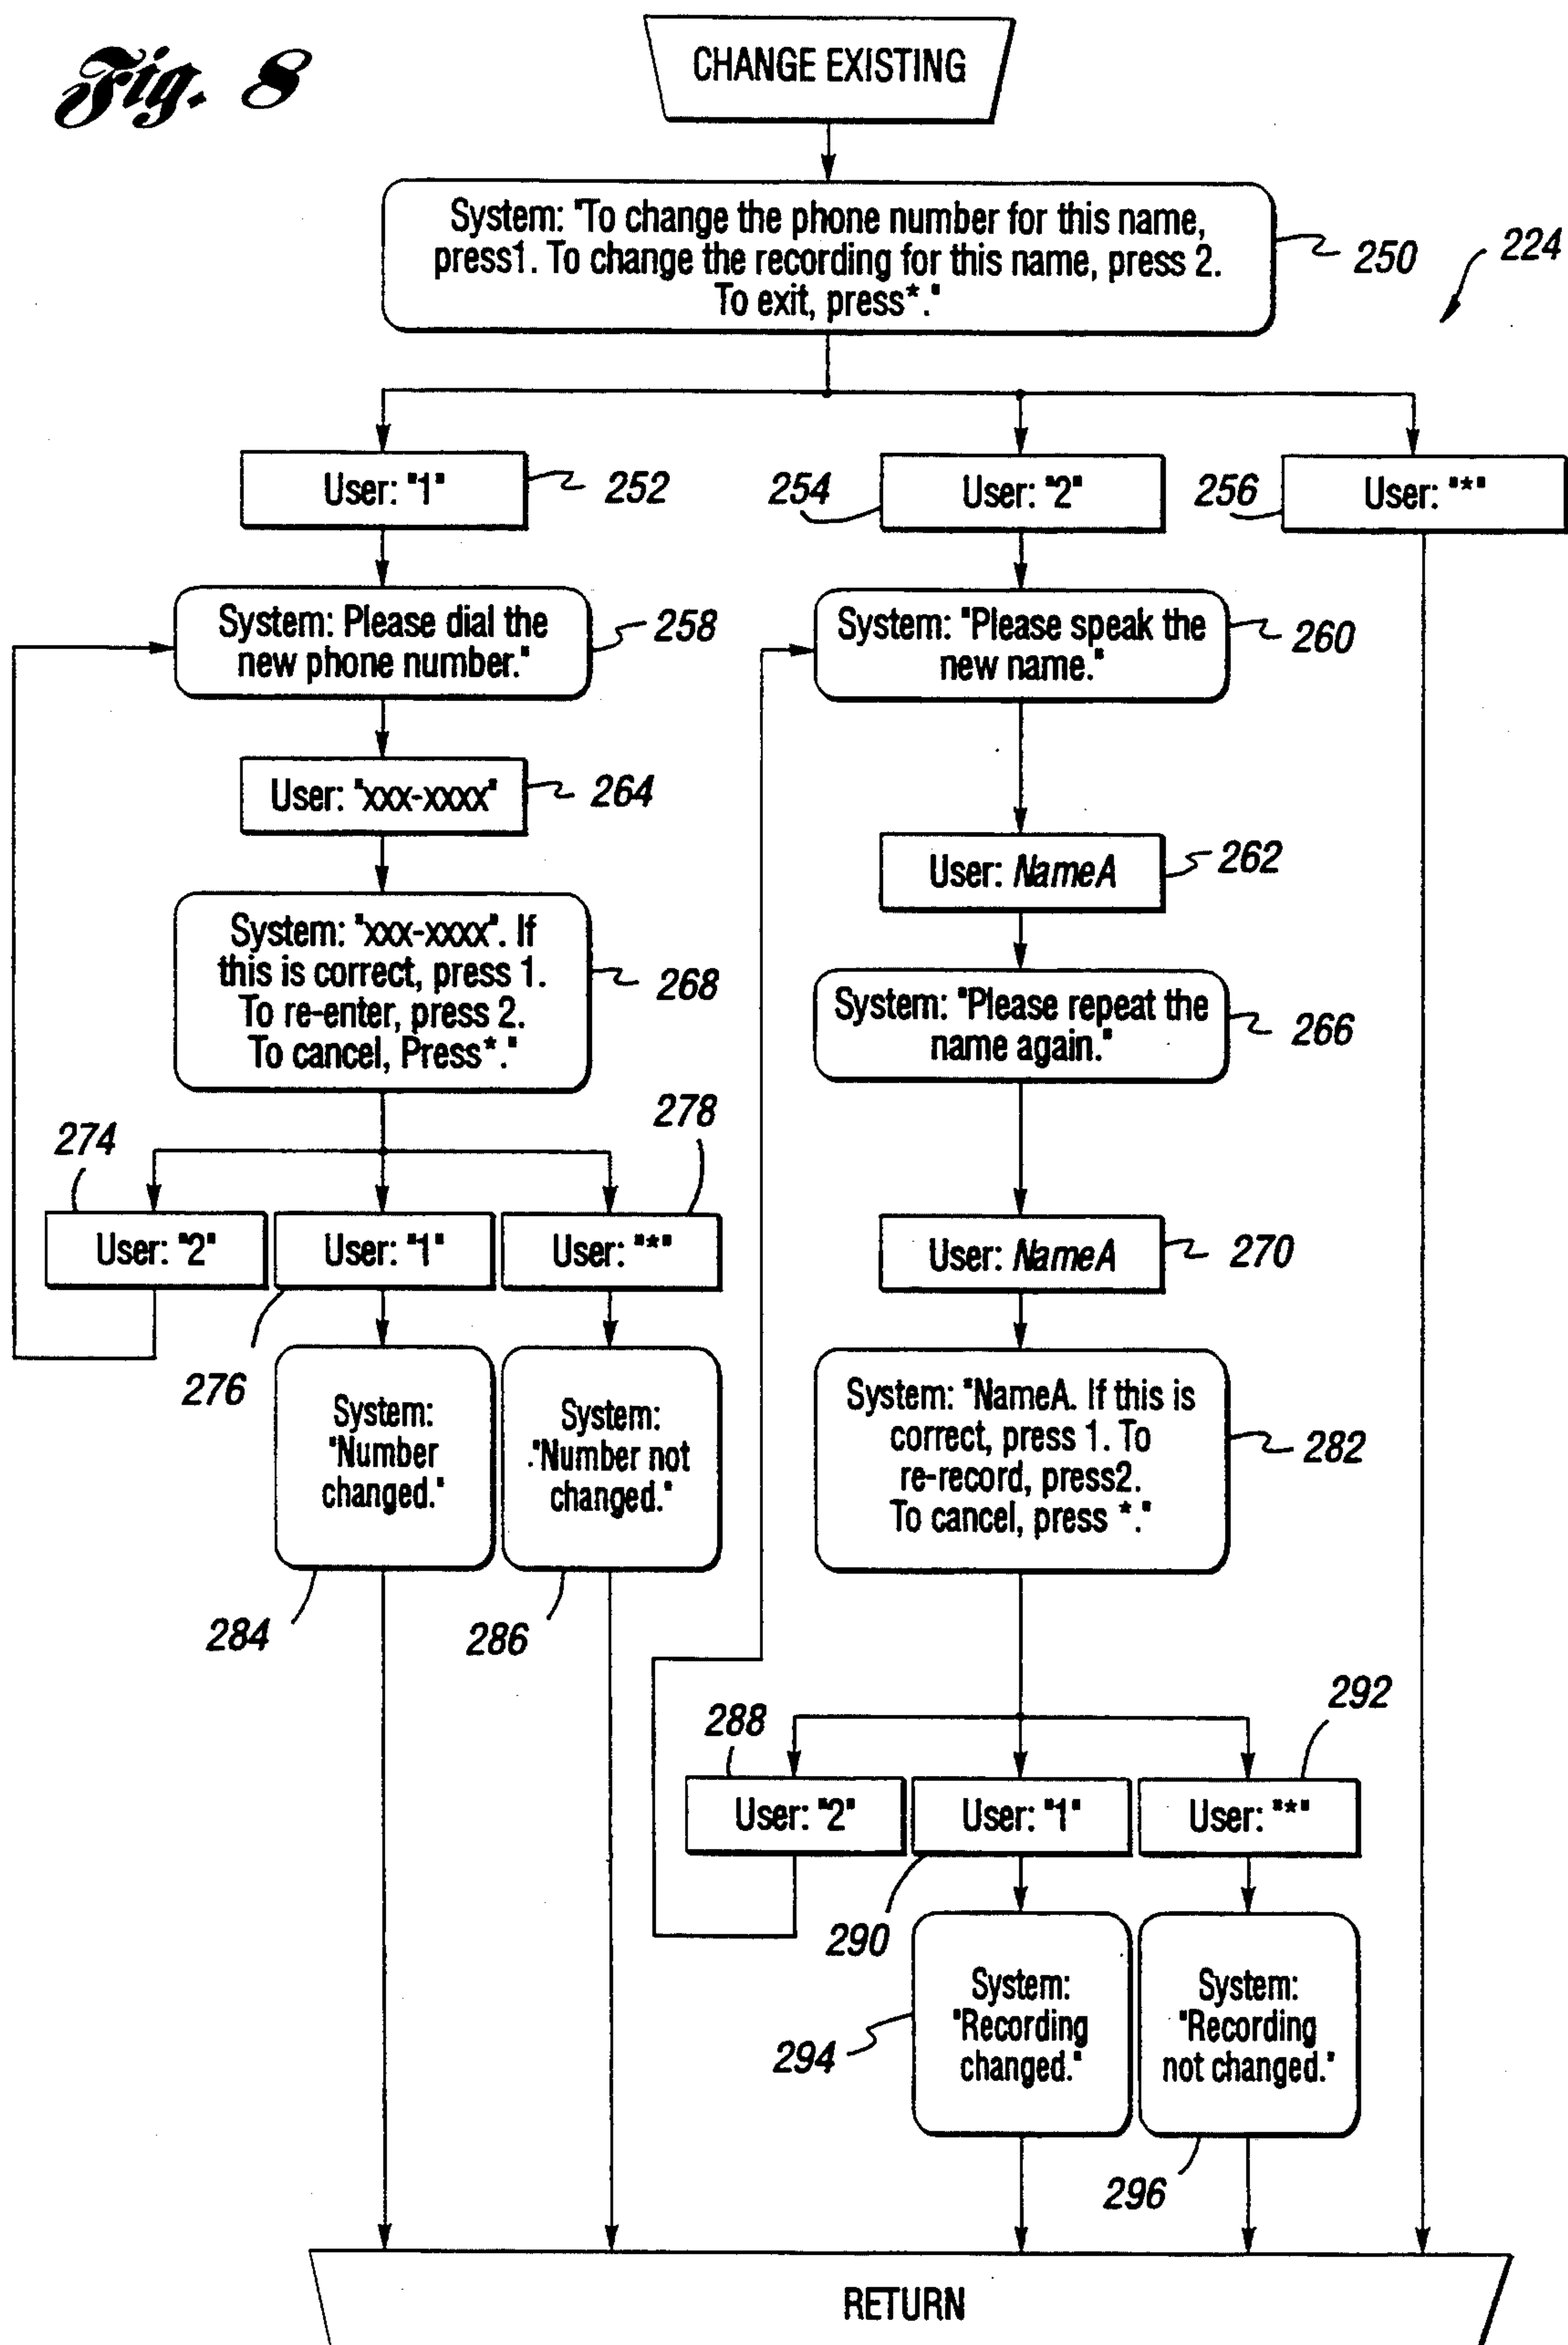 Fig. 8
CHANGE EXISTING
System: "To change the phone number for this name,
press1. To change the recording for this name, press 2.
To exit, press*."
250
224
User: "1"
252
254
User: "2"
256
User: "*"
System: Please dial the
new phone number."
258
System: "Please speak the
new name."
260
User: "xxx-xxxx"
264
User: NameA
262
System: "xxx-xxxx". If
this is correct, press 1.
To re-enter, press 2.
To cancel, Press*."
268
System: "Please repeat the
name again."
266
274
278
User: "2"
User: "1"
User: "*"
276
User: NameA
270
System:
"Number
changed."
284
System:
"Number not
changed."
286
System: "NameA. If this is
correct, press 1. To
re-record, press2.
To cancel, press *."
282
288
292
User: "2"
User: "1"
User: "*"
290
System:
"Recording
changed."
294
System:
"Recording
not changed."
296
RETURN